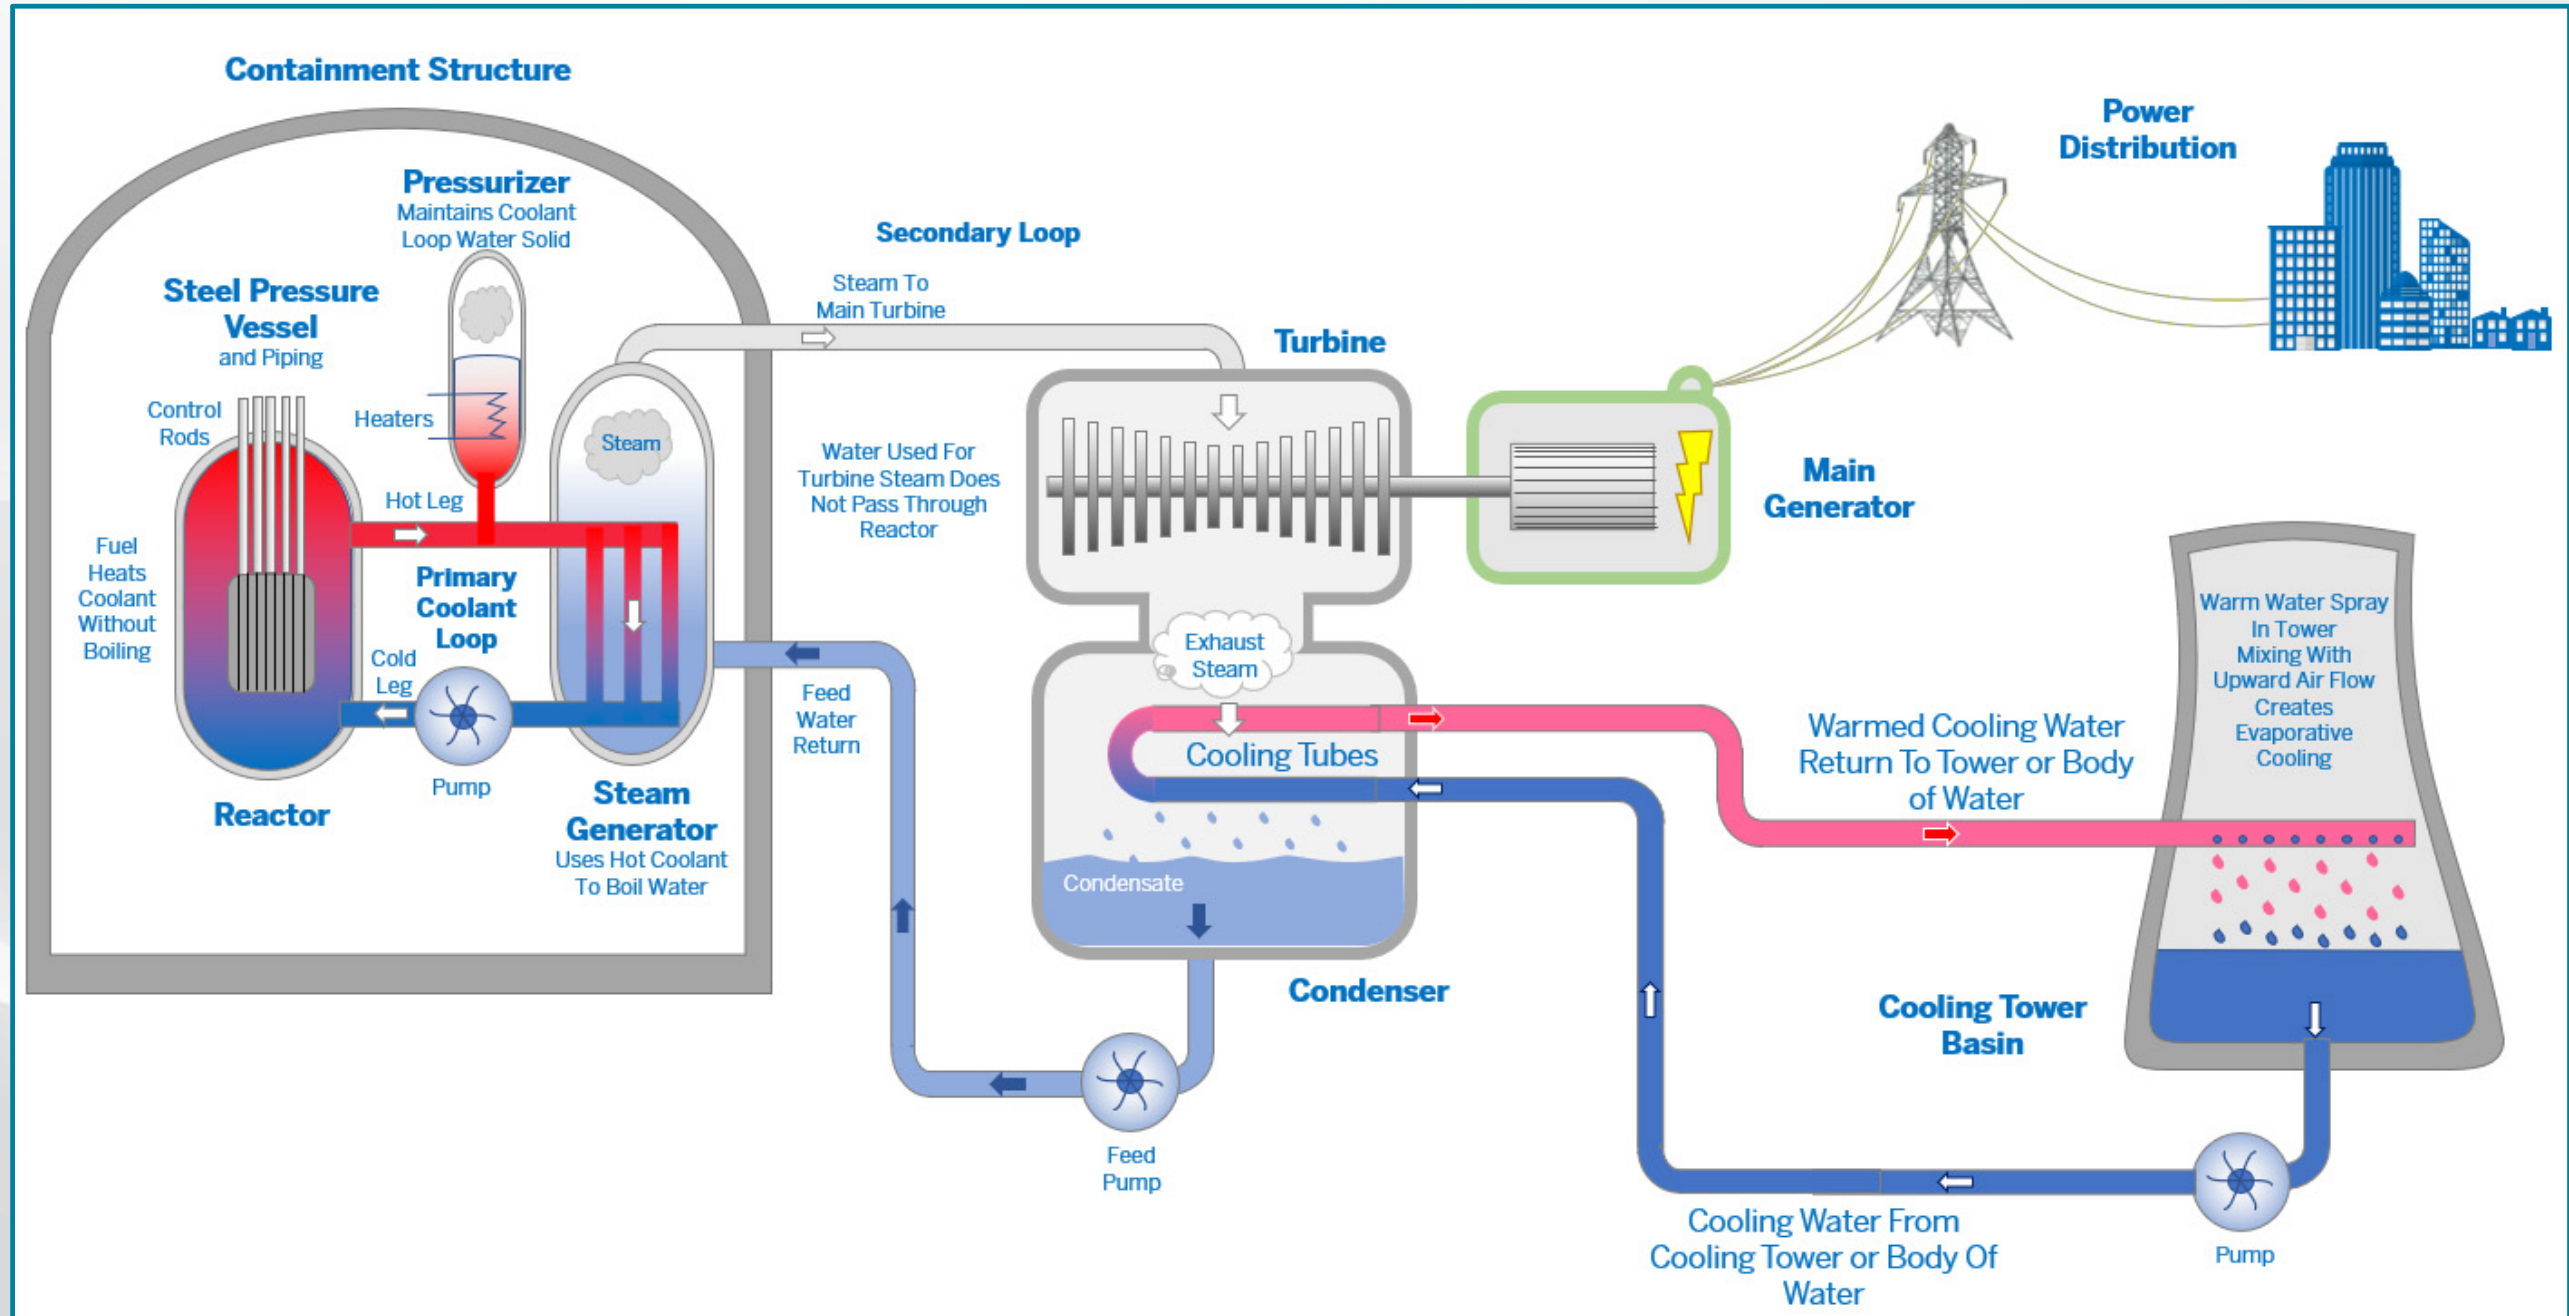 Containment Structure
Pressurizer
Maintains Coolant
Loop Water Solid
Steel Pressure
Vessel
and Piping
Control
Rods
Heaters
Steam
Hot Leg
Fuel
Heats
Coolant
Without
Boiling
Primary
Coolant
Loop
Cold
Leg
Pump
Reactor
Steam
Generator
Uses Hot Coolant
To Boil Water
Secondary Loop
Steam To
Main Turbine
Water Used For
Turbine Steam Does
Not Pass Through
Reactor
Feed
Water
Return
Turbine
Main
Generator
Power
Distribution
Exhaust
Steam
Cooling Tubes
Condensate
Condenser
Feed
Pump
Warmed Cooling Water
Return To Tower or Body
of Water
Warm Water Spray
In Tower
Mixing With
Upward Air Flow
Creates
Evaporative
Cooling
Cooling Tower
Basin
Cooling Water From
Cooling Tower or Body Of
Water
Pump